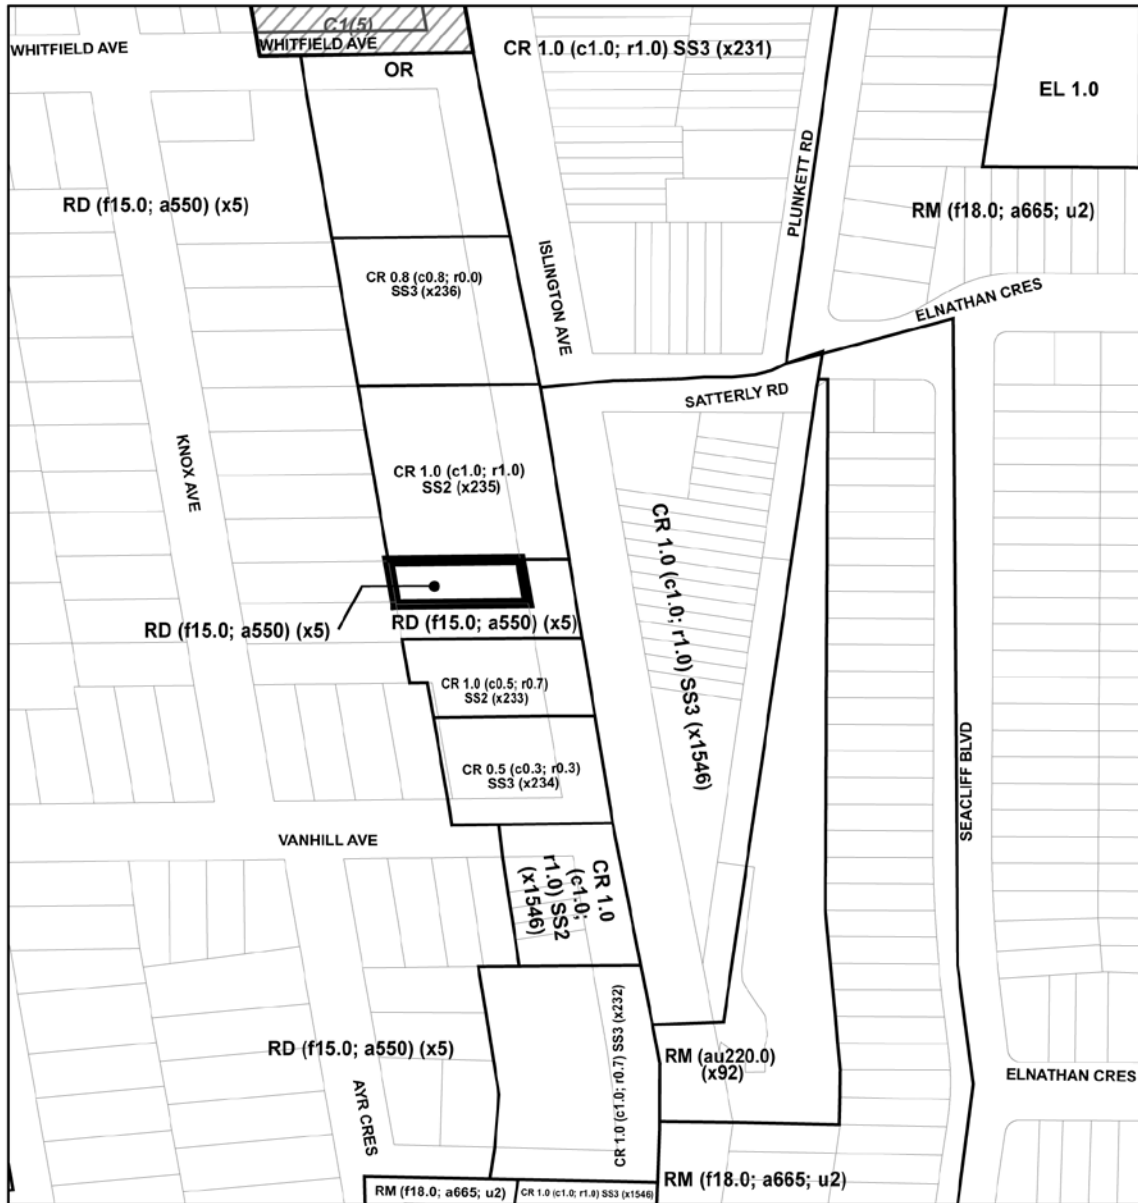 C1(5)
WHITFIELD AVE
WHITFIELD AVE
CR 1.0 (c1.0; r1.0) SS3 (x231)
OR
EL 1.0
PLUNKETT RD
RD (f15.0; a550) (x5)
RM (f18.0; a665; u2)
ISLINGTON AVE
CR 0.8 (c0.8; r0.0)
SS3 (x236)
ELNATHAN CRES
SATTERLY RD
KNOX AVE
CR 1.0 (c1.0; r1.0)
SS2 (x235)
CR 1.0 (c1.0; r1.0) SS3 (x1546)
RD (f15.0; a550) (x5)
RD (f15.0; a550) (x5)
CR 1.0 (c0.5; r0.7)
SS2 (x233)
CR 0.5 (c0.3; r0.3)
SS3 (x234)
SEACLIFF BLVD
VANHILL AVE
CR 1.0
(c1.0;
r1.0) SS2
(x1546)
CR 1.0 (c1.0; r0.7) SS3 (x232)
RD (f15.0; a550) (x5)
RM (au220.0)
(x92)
ELNATHAN CRES
AYR CRES
RM (f18.0; a665; u2)
RM (f18.0; a665; u2)
CR 1.0 (c1.0; r1.0) SS3 (x1546)